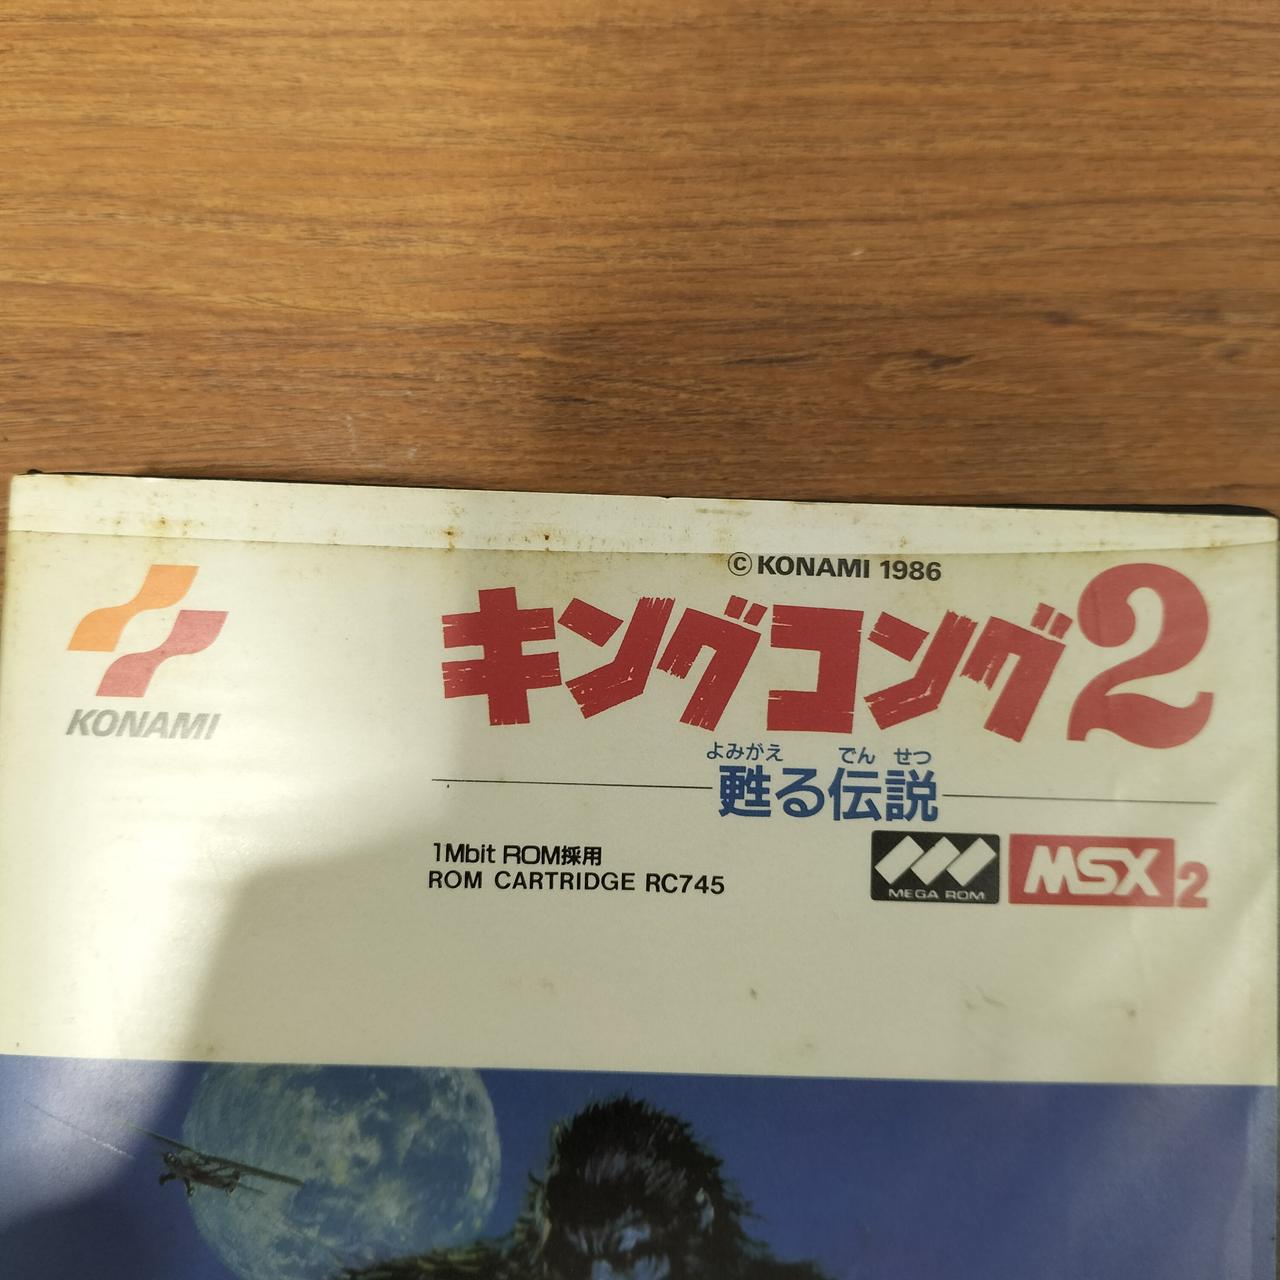 © KONAMI 1986
KONAMI
キングコング2
よみがえ でん せつ
甦る伝説
1Mbit ROM採用
ROM CARTRIDGE RC745
MEGA ROM
MSX2